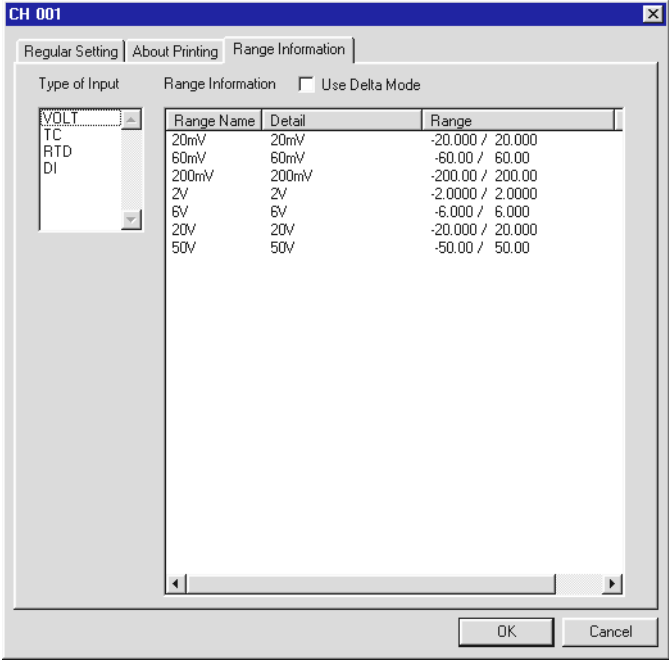 CH 001
Regular Setting About Printing Range Information
Type of Input Range Information Use Delta Mode
VOLT
TC
RTD
DI
Range Name Detail Range
20mV 20mV -20.000 / 20.000
60mV 60mV -60.00 / 60.00
200mV 200mV -200.00 / 200.00
2V 2V -2.0000 / 2.0000
6V 6V -6.000 / 6.000
20V 20V -20.000 / 20.000
50V 50V -50.00 / 50.00
OK Cancel